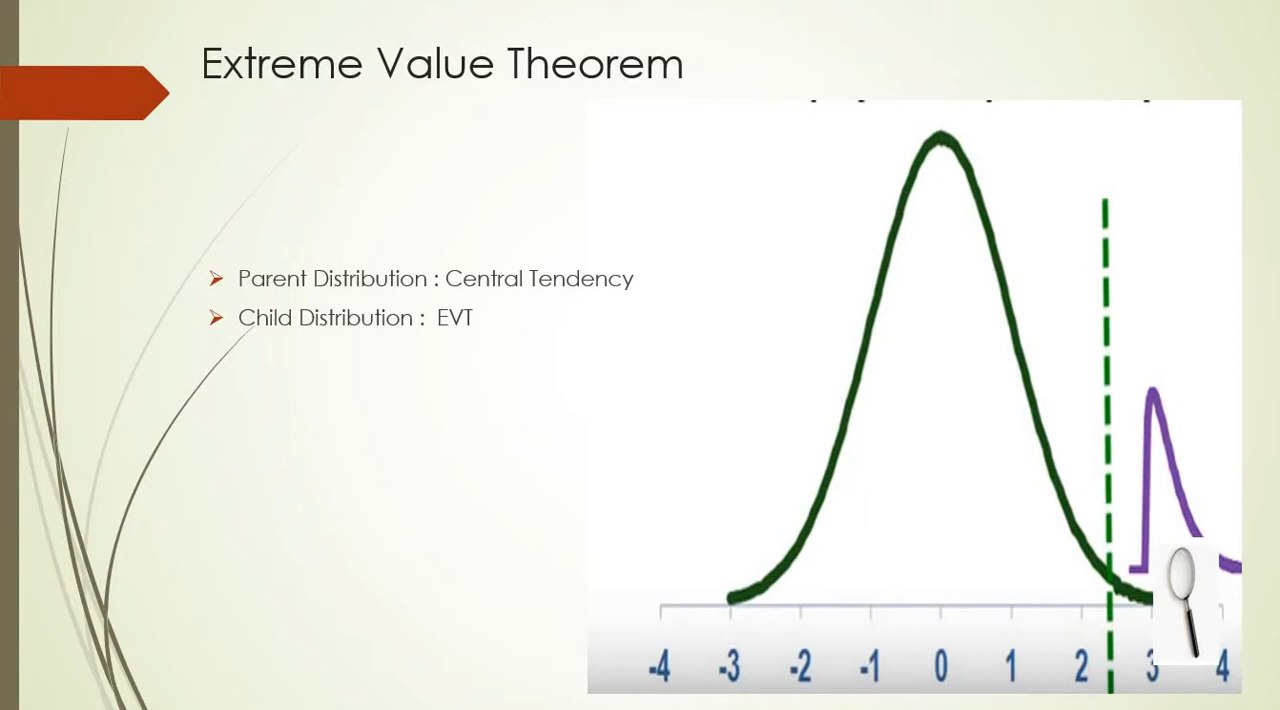 Extreme Value Theorem
Parent Distribution : Central Tendency
Child Distribution : EVT
-4 -3 -2 -1 0 1 2 3 4